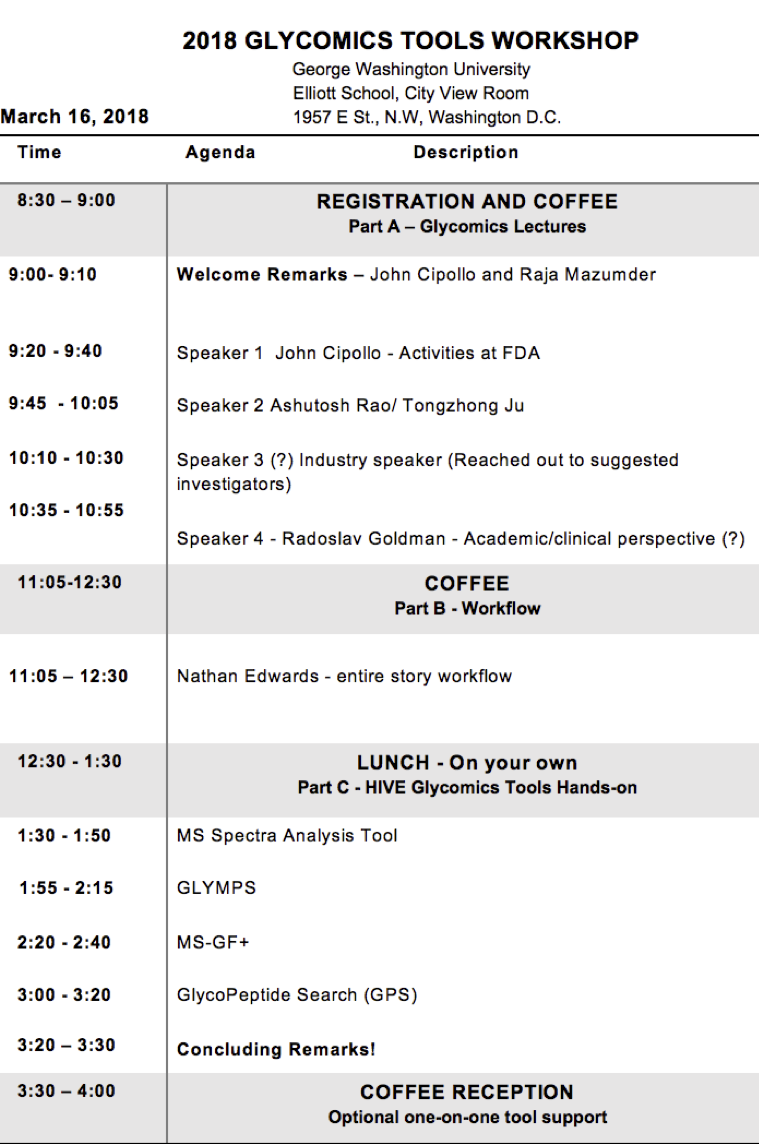 2018 GLYCOMICS TOOLS WORKSHOP
George Washington University
Elliott School, City View Room
March 16, 2018 1957 E St., N.W, Washington D.C.
Time Agenda Description
8:30 – 9:00 REGISTRATION AND COFFEE
Part A – Glycomics Lectures
9:00- 9:10 Welcome Remarks – John Cipollo and Raja Mazumder
9:20 - 9:40 Speaker 1  John Cipollo - Activities at FDA
9:45  - 10:05 Speaker 2 Ashutosh Rao/ Tongzhong Ju
10:10 - 10:30 Speaker 3 (?) Industry speaker (Reached out to suggested
investigators)
10:35 - 10:55
Speaker 4 - Radoslav Goldman - Academic/clinical perspective (?)
11:05-12:30 COFFEE
Part B - Workflow
11:05 – 12:30 Nathan Edwards - entire story workflow
12:30 - 1:30 LUNCH - On your own
Part C - HIVE Glycomics Tools Hands-on
1:30 - 1:50 MS Spectra Analysis Tool
1:55 - 2:15 GLYMPS
2:20 - 2:40 MS-GF+
3:00 - 3:20 GlycoPeptide Search (GPS)
3:20 – 3:30 Concluding Remarks!
3:30 – 4:00 COFFEE RECEPTION
Optional one-on-one tool support